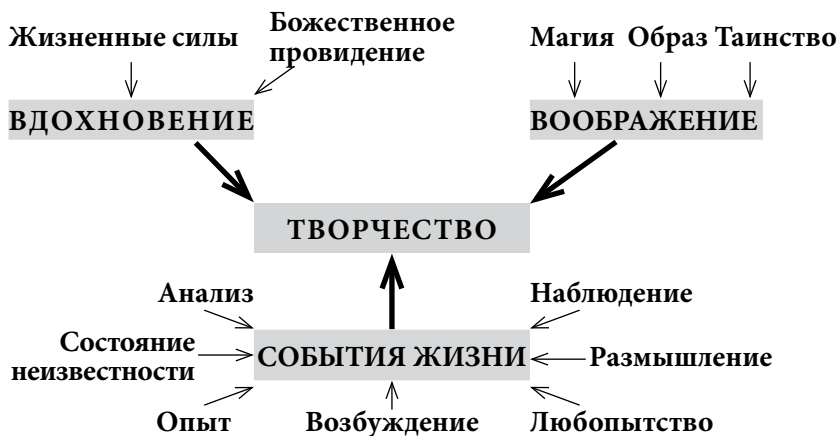 Жизненные силы
Божественное
провидение
Магия Образ Таинство
ВДОХНОВЕНИЕ
ВООБРАЖЕНИЕ
ТВОРЧЕСТВО
Анализ
Наблюдение
Состояние
неизвестности
СОБЫТИЯ ЖИЗНИ
Размышление
Опыт
Возбуждение
Любопытство